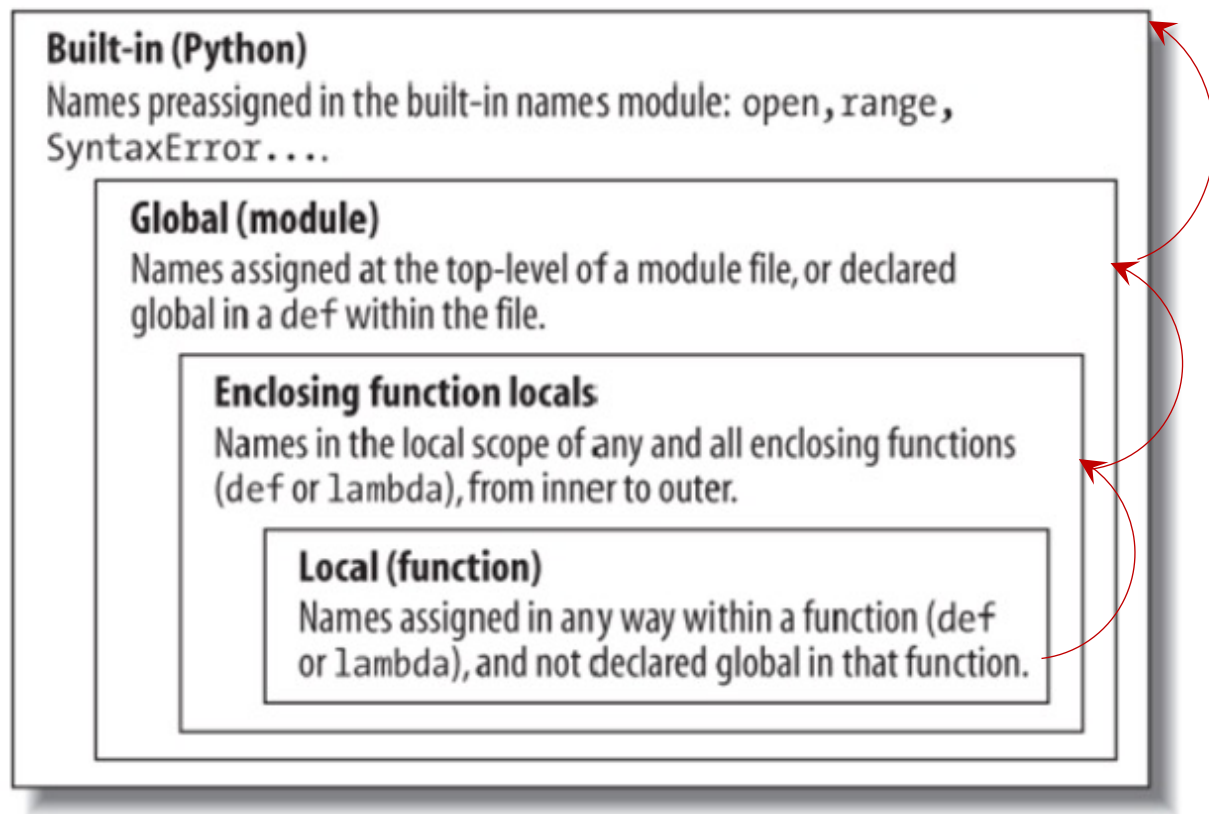 Built-in (Python)
Names preassigned in the built-in names module: open, range,
SyntaxError....
Global (module)
Names assigned at the top-level of a module file, or declared
global in a def within the file.
Enclosing function locals
Names in the local scope of any and all enclosing functions
(def or lambda), from inner to outer.
Local (function)
Names assigned in any way within a function (def
or lambda), and not declared global in that function.